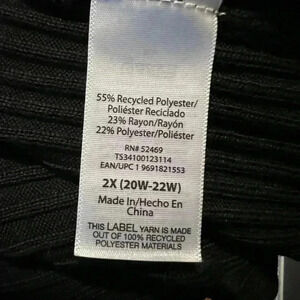 55% Recycled Polyester/
Poliéster Reciclado
23% Rayon/Rayón
22% Polyester/Poliéster
RN# 52469
TS34100123114
EAN/UPC 1 9691821553
2X (20W-22W)
Made In/Hecho En
China
THIS LABEL YARN IS MADE
OUT OF 100% RECYCLED
POLYESTER MATERIALS